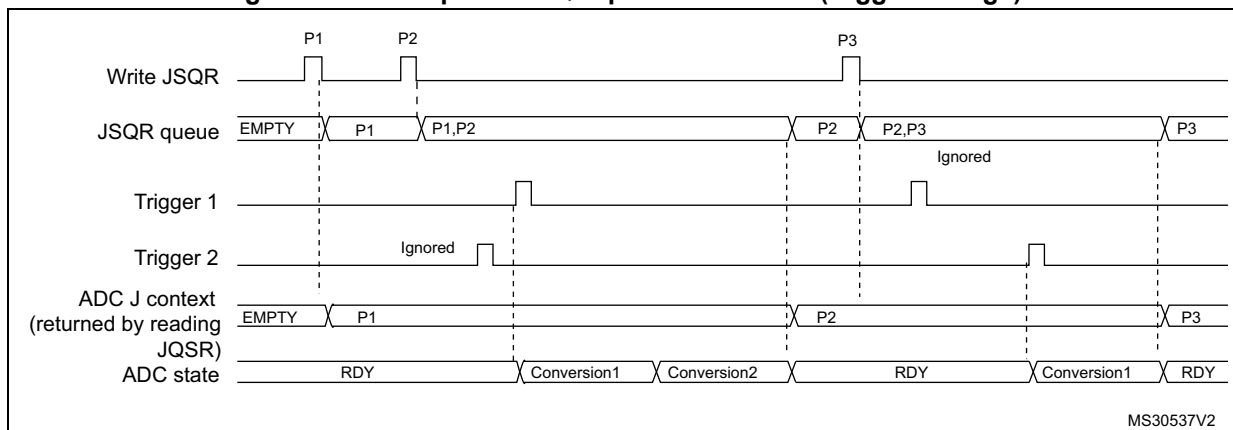 P1 P2 P3
Write JSQR
JSQR queue EMPTY P1 P1,P2 P2 P2,P3 P3
Ignored
Trigger 1
Ignored
Trigger 2
ADC J context
(returned by reading EMPTY P1 P2 P3
JQSR)
ADC state RDY Conversion1 Conversion2 RDY Conversion1 RDY
MS30537V2